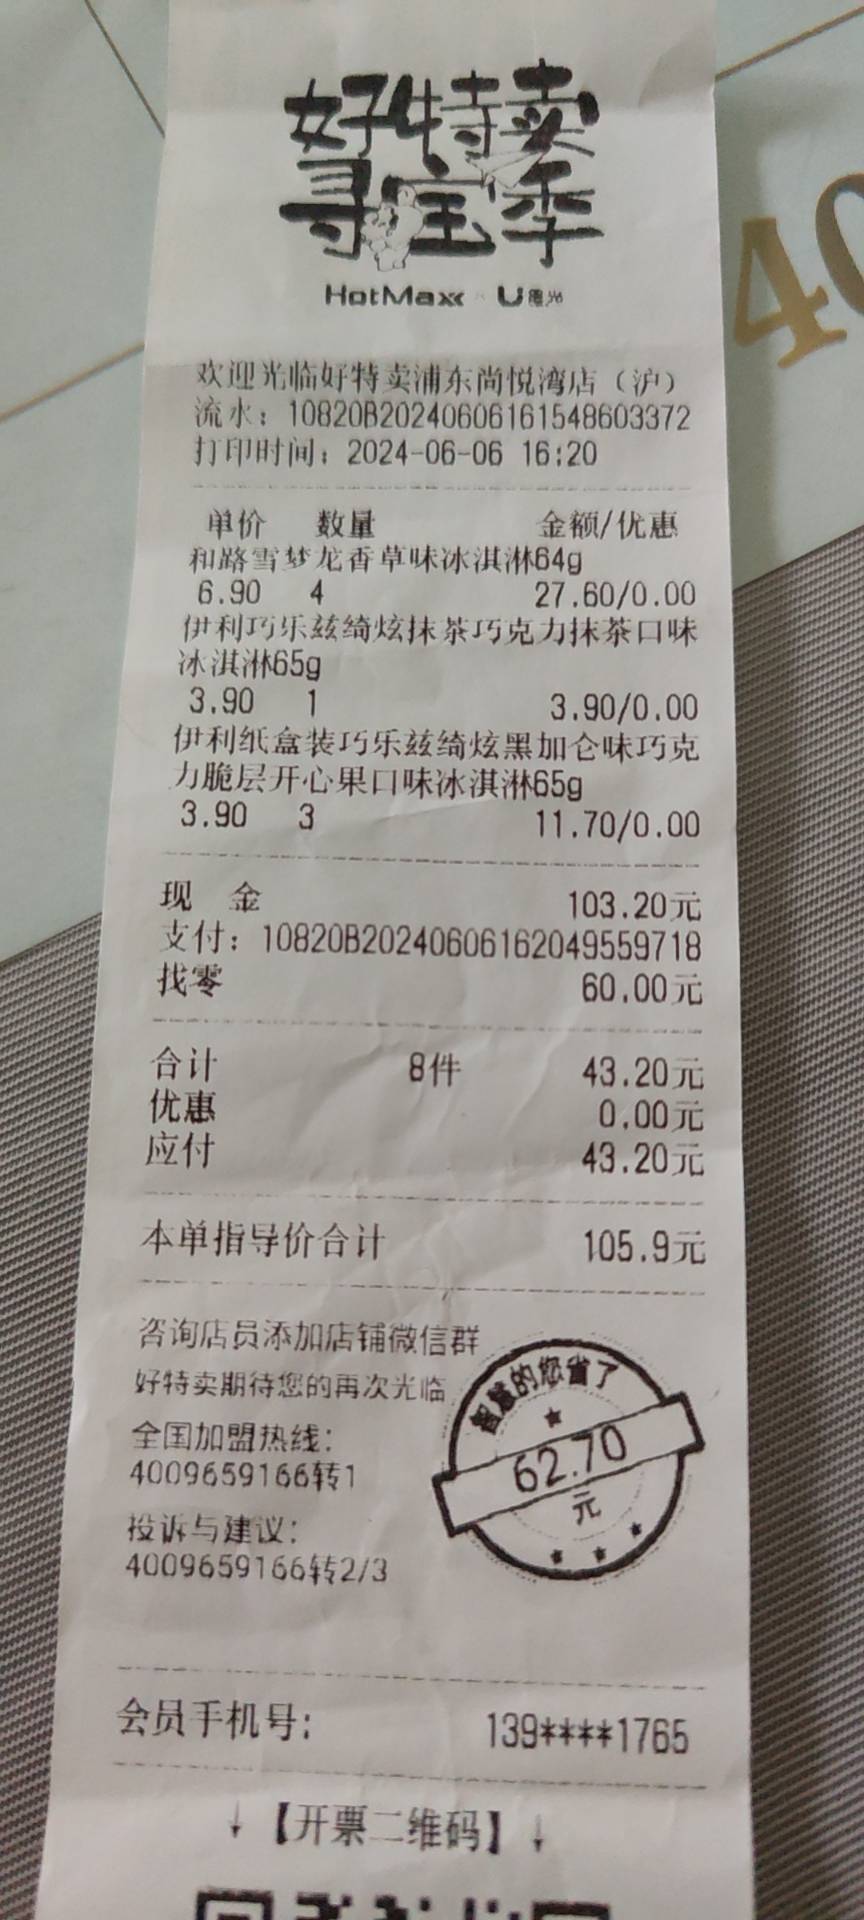 好特卖
寻宝季
HotMaxx × U遇光
欢迎光临好特卖浦东尚悦湾店（沪）
流水：10820B20240606161548603372
打印时间：2024-06-06 16:20
单价 数量 金额/优惠
和路雪梦龙香草味冰淇淋64g
6.90 4 27.60/0.00
伊利巧乐兹绮炫抹茶巧克力抹茶口味
冰淇淋65g
3.90 1 3.90/0.00
伊利纸盒装巧乐兹绮炫黑加仑味巧克
力脆层开心果口味冰淇淋65g
3.90 3 11.70/0.00
现 金 103.20元
支付：10820B20240606162049559718
找零 60.00元
合计 8件 43.20元
优惠 0.00元
应付 43.20元
本单指导价合计 105.9元
咨询店员添加店铺微信群
好特卖期待您的再次光临
全国加盟热线：
4009659166转1
投诉与建议：
4009659166转2/3
智慧的您省了
62.70
元
会员手机号： 139****1765
↓【开票二维码】↓
40